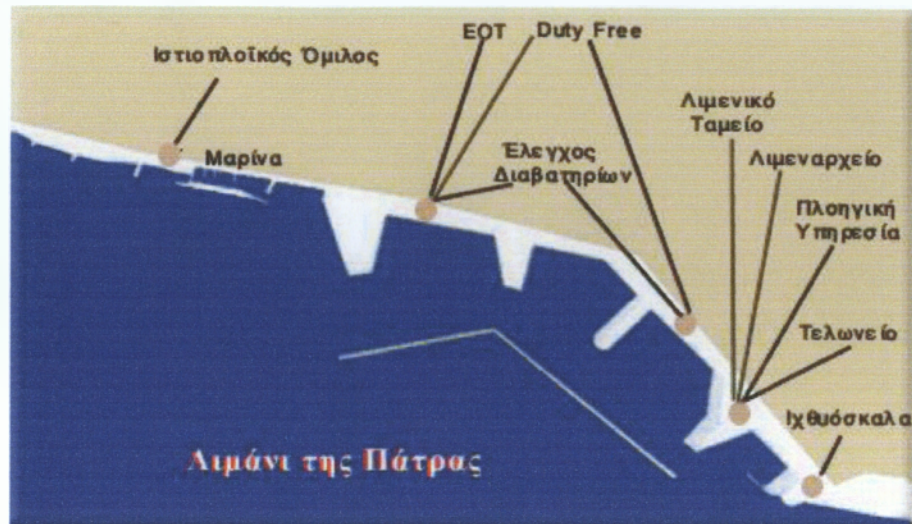 ΕΟΤ
Duty Free
Ιστιοπλοϊκός Όμιλος
Λιμενικό
Ταμείο
Μαρίνα
Έλεγχος
Διαβατηρίων
Λιμεναρχείο
Πλοηγική
Υπηρεσία
Τελωνείο
Ιχθυόσκαλα
Λιμάνι της Πάτρας